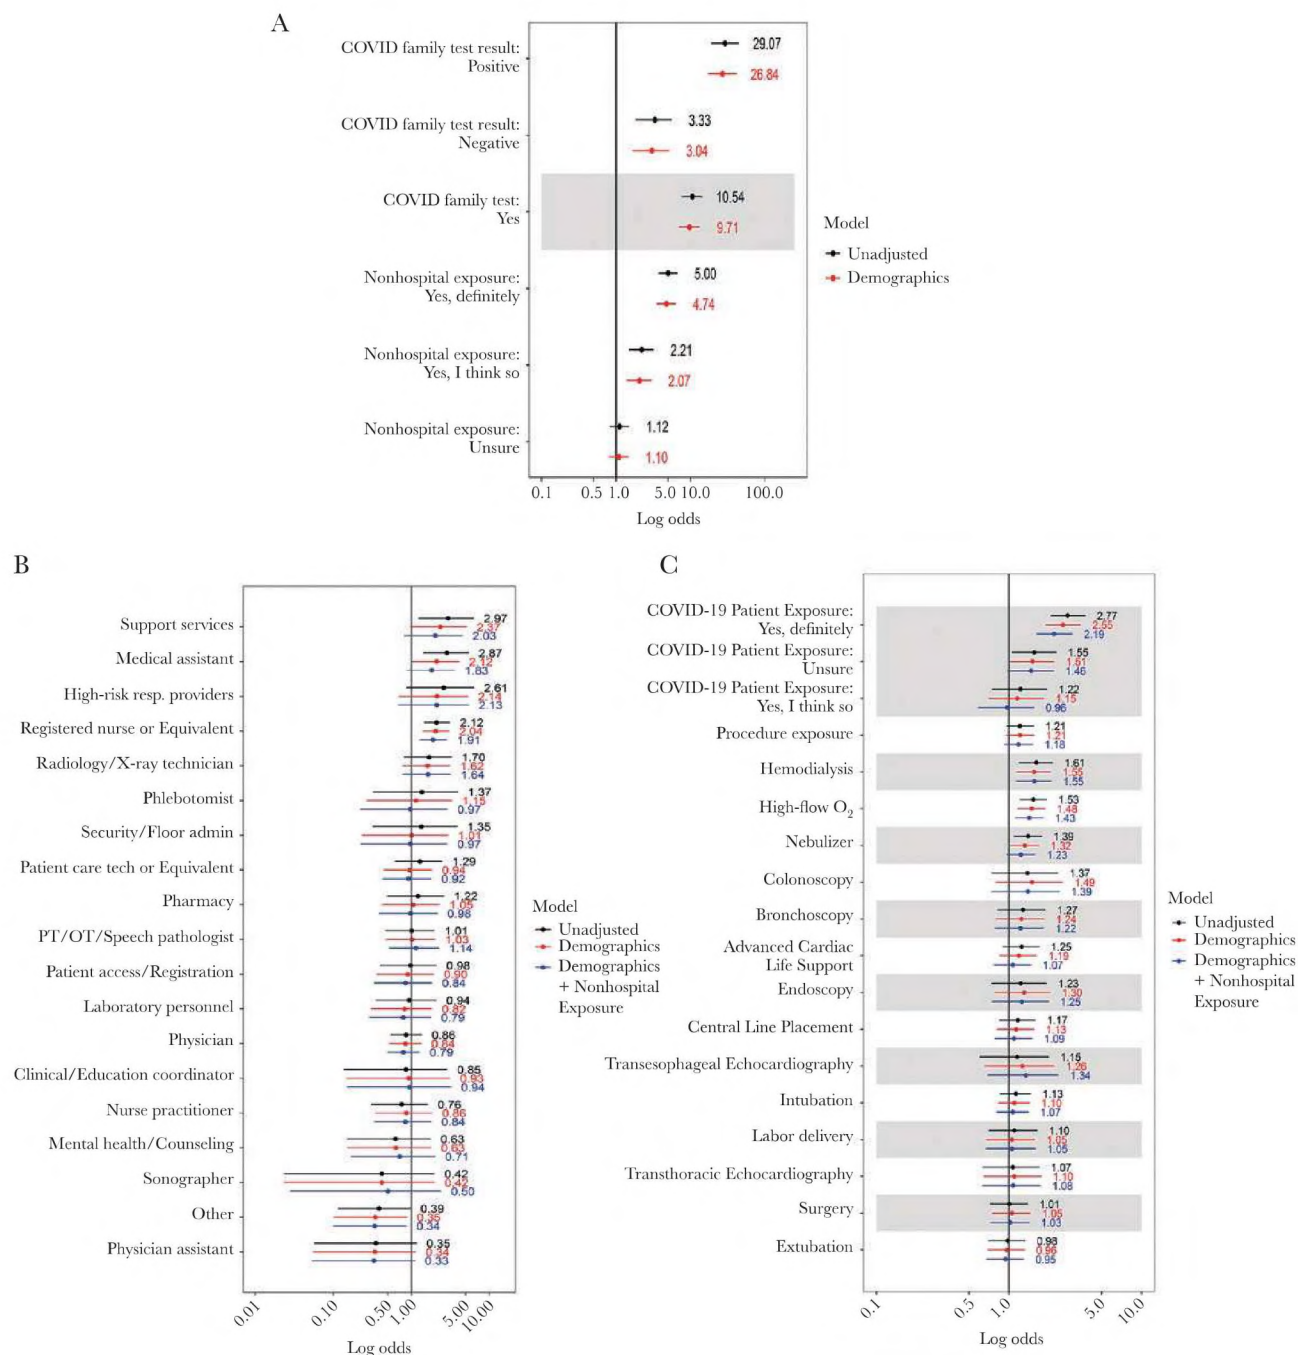 A
COVID family test result:
Positive
29.07
26.84
COVID family test result:
Negative
3.33
3.04
COVID family test:
Yes
10.54
9.71
Nonhospital exposure:
Yes, definitely
5.00
4.74
Nonhospital exposure:
Yes, I think so
2.21
2.07
Nonhospital exposure:
Unsure
1.12
1.10
0.1 0.5 1.0 5.0 10.0 100.0
Log odds
Model
Unadjusted
Demographics
B
Support services
2.97
2.37
2.03
Medical assistant
2.87
2.12
1.83
High-risk resp. providers
2.61
2.14
2.13
Registered nurse or Equivalent
2.12
2.04
1.91
Radiology/X-ray technician
1.70
1.62
1.64
Phlebotomist
1.37
1.15
0.97
Security/Floor admin
1.35
1.01
0.97
Patient care tech or Equivalent
1.29
0.94
0.92
Pharmacy
1.22
1.05
0.98
PT/OT/Speech pathologist
1.01
1.03
1.14
Patient access/Registration
0.98
0.90
0.84
Laboratory personnel
0.94
0.82
0.79
Physician
0.86
0.84
0.79
Clinical/Education coordinator
0.85
0.93
0.94
Nurse practitioner
0.76
0.86
0.84
Mental health/Counseling
0.63
0.63
0.71
Sonographer
0.42
0.42
0.50
Other
0.39
0.35
0.34
Physician assistant
0.35
0.34
0.33
0.01 0.10 0.50 1.00 5.00 10.00
Log odds
Model
Unadjusted
Demographics
Demographics
+ Nonhospital
Exposure
C
COVID-19 Patient Exposure:
Yes, definitely
2.77
2.55
2.19
COVID-19 Patient Exposure:
Unsure
1.55
1.51
1.46
COVID-19 Patient Exposure:
Yes, I think so
1.22
1.15
0.96
Procedure exposure
1.21
1.21
1.18
Hemodialysis
1.61
1.55
1.55
High-flow O₂
1.53
1.48
1.43
Nebulizer
1.39
1.32
1.23
Colonoscopy
1.37
1.49
1.39
Bronchoscopy
1.27
1.24
1.22
Advanced Cardiac
Life Support
1.25
1.19
1.07
Endoscopy
1.23
1.30
1.25
Central Line Placement
1.17
1.13
1.09
Transesophageal Echocardiography
1.15
1.26
1.34
Intubation
1.13
1.10
1.07
Labor delivery
1.10
1.05
1.05
Transthoracic Echocardiography
1.07
1.10
1.08
Surgery
1.01
1.05
1.03
Extubation
0.98
0.96
0.95
0.1 0.5 1.0 5.0 10.0
Log odds
Model
Unadjusted
Demographics
Demographics
+ Nonhospital
Exposure